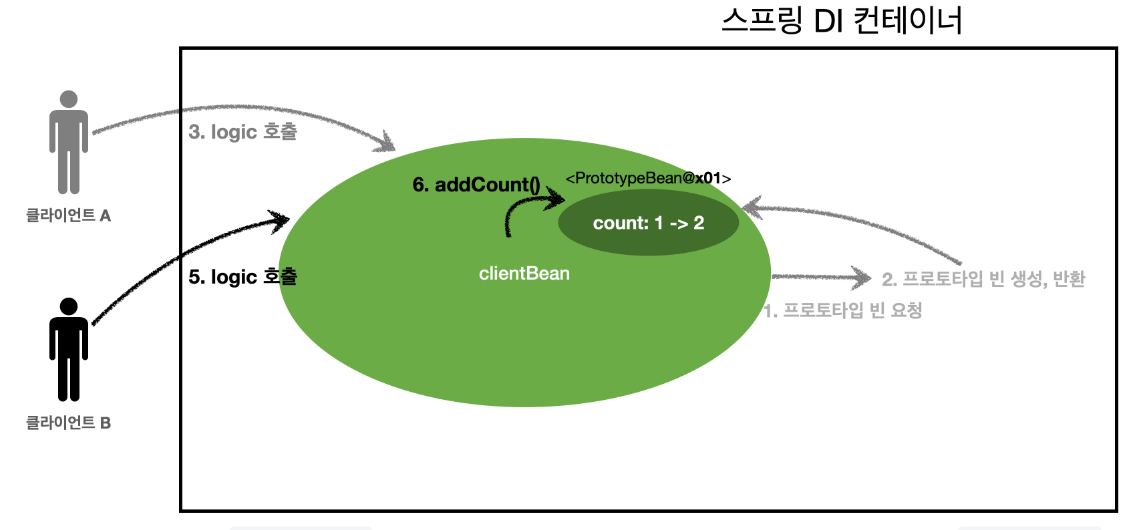 스프링 DI 컨테이너
3. logic 호출
클라이언트 A
6. addCount()
<PrototypeBean@x01>
count: 1 -> 2
5. logic 호출
clientBean
2. 프로토타입 빈 생성, 반환
1. 프로토타입 빈 요청
클라이언트 B